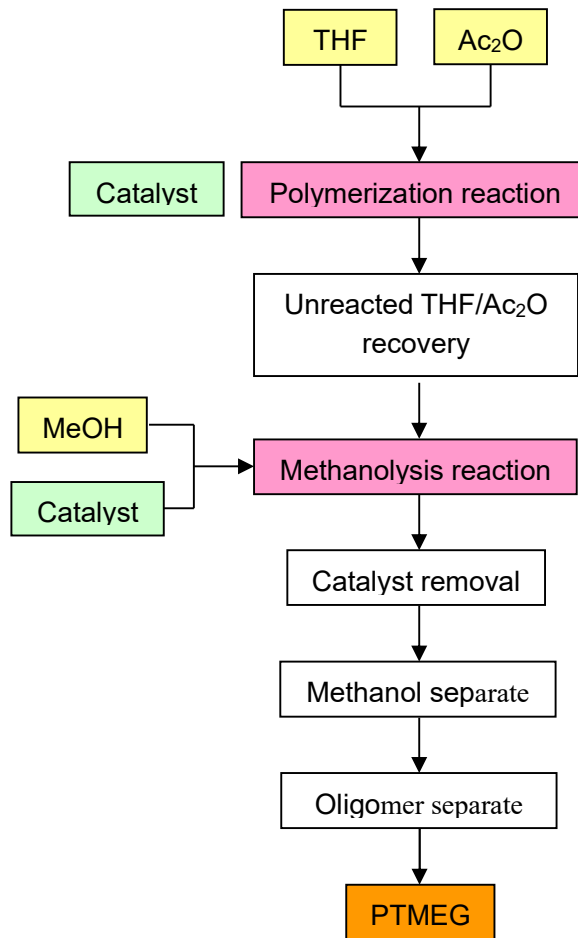 THF
Ac₂O
Catalyst
Polymerization reaction
Unreacted THF/Ac₂O
recovery
MeOH
Catalyst
Methanolysis reaction
Catalyst removal
Methanol separate
Oligomer separate
PTMEG